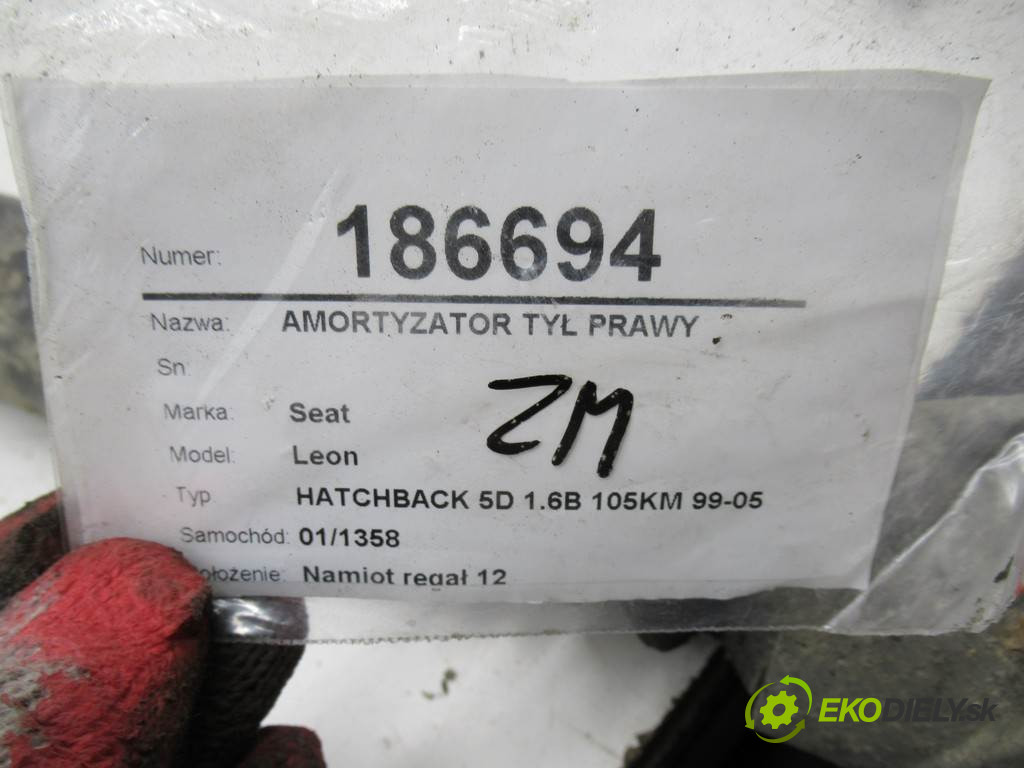 Numer: 186694
Nazwa: AMORTYZATOR TYŁ PRAWY
Sn:
ZM
Marka: Seat
Model: Leon
Typ HATCHBACK 5D 1.6B 105KM 99-05
Samochód: 01/1358
ołożenie: Namiot regał 12
EKODIELY.sk